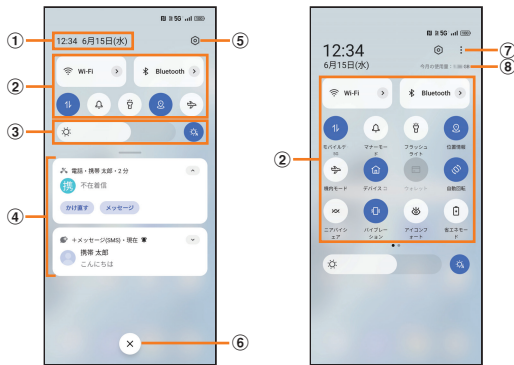 5G
①
12:34 6月15日(水)
⑤
②
Wi-Fi
Bluetooth
③
④
電話・携帯 太郎・2分
携
不在着信
かけ直す
メッセージ
+メッセージ(SMS)・現在
携帯 太郎
こんにちは
⑥
5G
12:34
⑦
6月15日(水)
今月の使用量:
⑧
Wi-Fi
Bluetooth
②
モバイルデ
マナーモー
ド
フラッシュ
ライト
位置情報
機内モード
デバイス コ
ウォレット
自動回転
ニアバイシ
ェア
バイブレー
ション
アイコンフ
ォート
省エネモー
ド